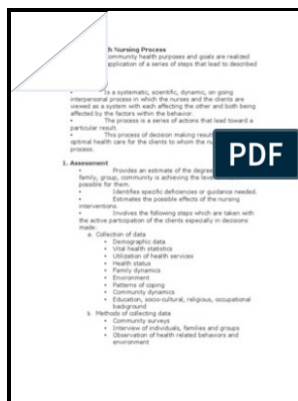 h Nursing Process
ommunity health purposes and goals are realized
pplication of a series of steps that lead to described
Is a systematic, scientific, dynamic, on going
interpersonal process in which the nurses and the clients are
viewed as a system with each affecting the other and both being
affected by the factors within the behavior.
• The process is a series of actions that lead toward a
particular result.
• This process of decision making result
optimal health care for the clients to whom the nu
process.
PDF
1. Assessment
• Provides an estimate of the degree
family, group, community is achieving the leve
possible for them.
• Identifies specific deficiencies or guidance needed.
• Estimates the possible effects of the nursing
interventions.
• Involves the following steps which are taken with
the active participation of the clients especially in decisions
made:
a. Collection of data
• Demographic data
• Vital health statistics
• Utilization of health services
• Health status
• Family dynamics
• Environment
• Patterns of coping
• Community dynamics
• Education, socio-cultural, religious, occupational
background
b. Methods of collecting data
• Community surveys
• Interview of individuals, families and groups
• Observation of health related behaviors and
environment